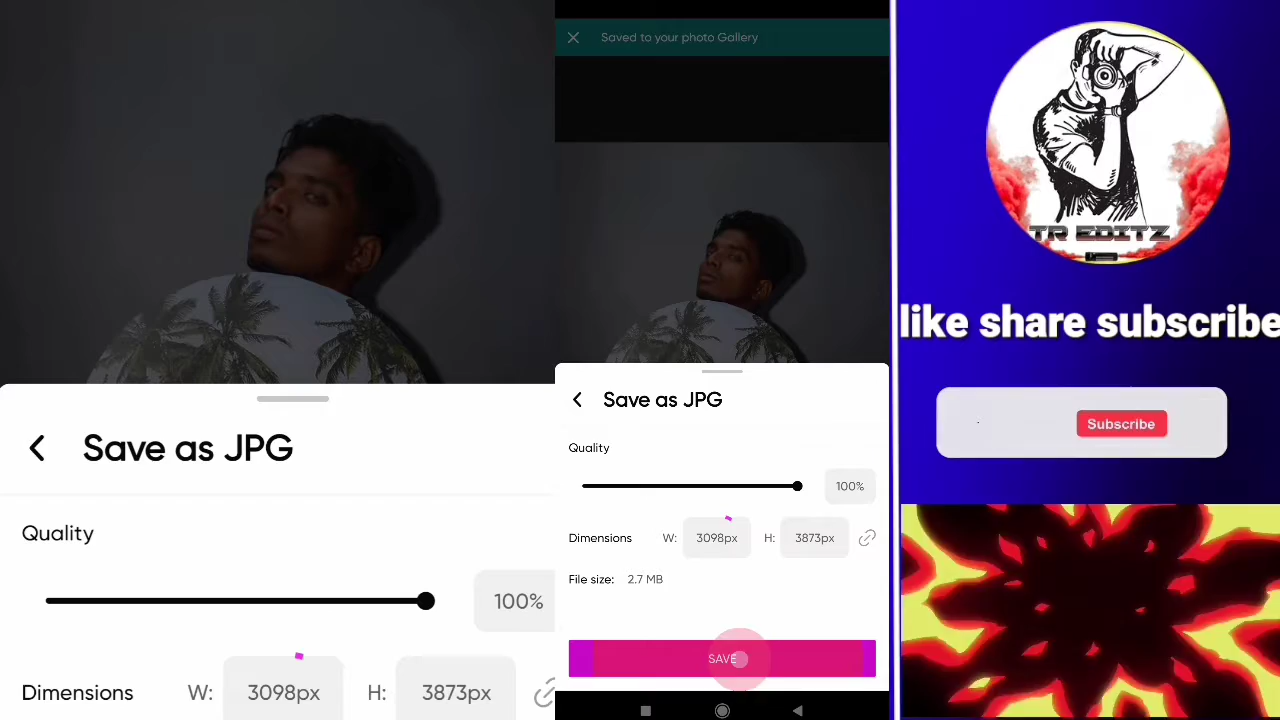 Save as JPG
Quality
100%
Dimensions W: 3098px H: 3873px
Saved to your photo Gallery
Save as JPG
Quality
100%
Dimensions W: 3098px H: 3873px
File size: 2.7 MB
SAVE
TR EDITZ
like share subscribe
Subscribe